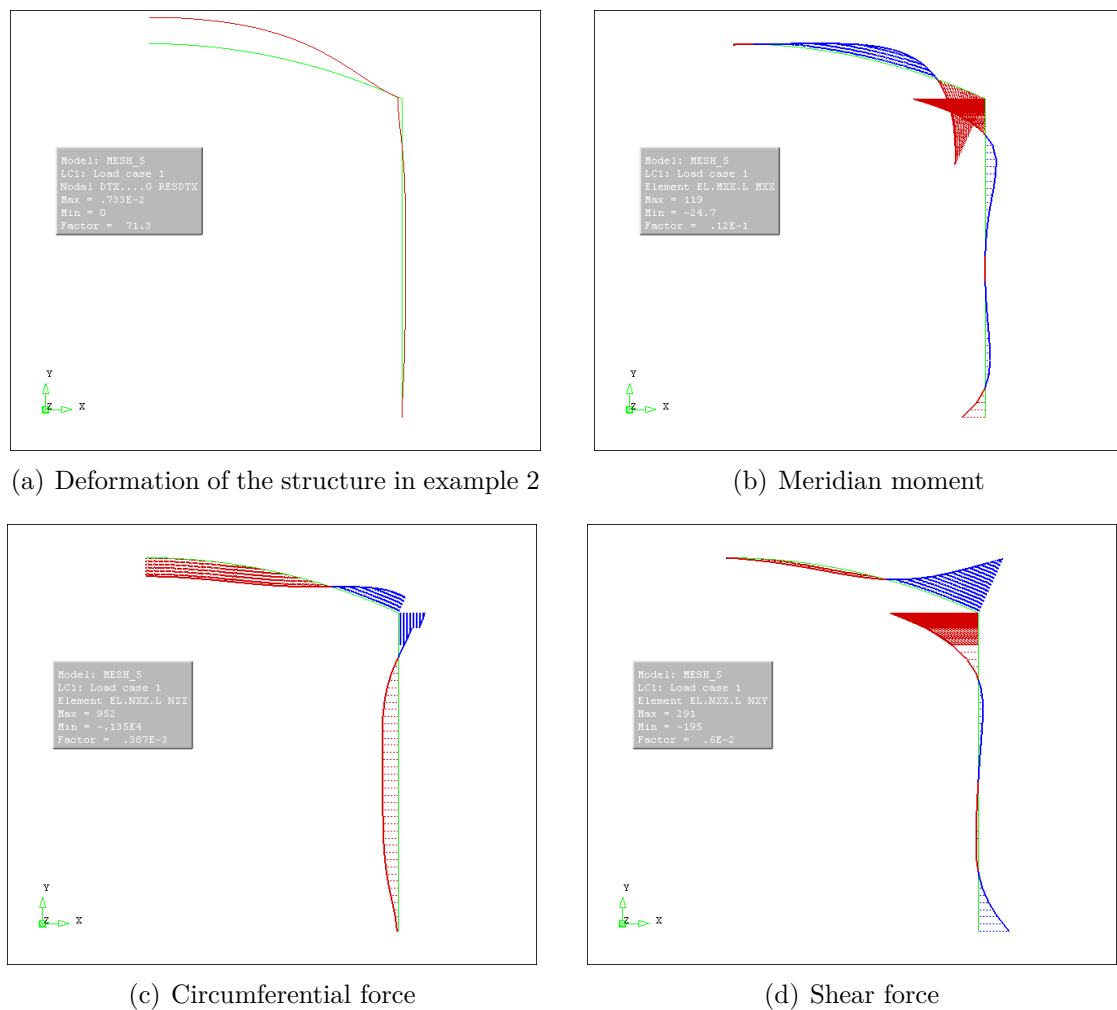 Model: MESH_5
LC1: Load case 1
Nodal DTX....G RESDTX
Max = .733E-2
Min = 0
Factor = 71.3
Y
Z X
(a) Deformation of the structure in example 2
Model: MESH_5
LC1: Load case 1
Element EL.MXX.L MXX
Max = 119
Min = -24.7
Factor = .12E-1
Y
Z X
(b) Meridian moment
Model: MESH_5
LC1: Load case 1
Element EL.NXX.L NZZ
Max = 952
Min = -.135E4
Factor = .387E-3
Y
Z X
(c) Circumferential force
Model: MESH_5
LC1: Load case 1
Element EL.NXX.L NXY
Max = 291
Min = -195
Factor = .6E-2
Y
Z X
(d) Shear force